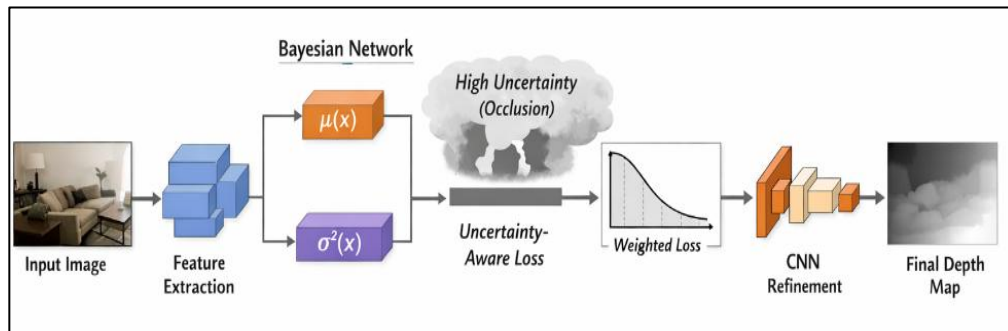 Bayesian Network
High Uncertainty
(Occlusion)
μ(x)
σ²(x)
Input Image
Feature
Extraction
Uncertainty-
Aware Loss
Weighted Loss
CNN
Refinement
Final Depth
Map